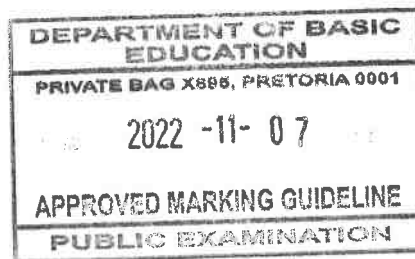 DEPARTMENT OF BASIC
EDUCATION
PRIVATE BAG X895, PRETORIA 0001
2022 -11- 07
APPROVED MARKING GUIDELINE
PUBLIC EXAMINATION